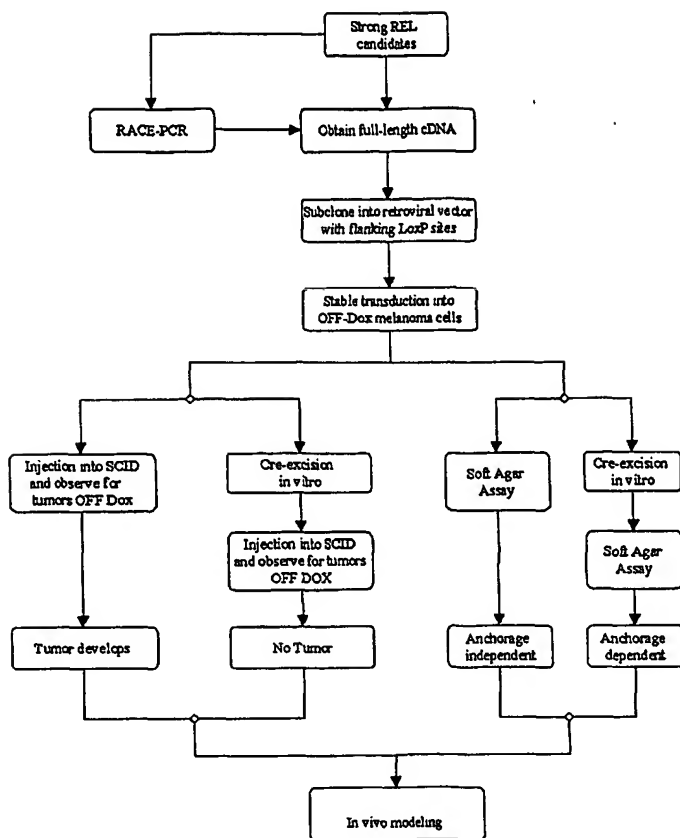 Strong REL
candidates
RACE-PCR
Obtain full-length cDNA
Subclone into retroviral vector
with flanking LoxP sites
Stable transduction into
OFF-Dox melanoma cells
Injection into SCID
and observe for
tumors OFF Dox
Cre-excision
in vitro
Soft Agar
Assay
Cre-excision
in vitro
Injection into SCID
and observe for tumors
OFF DOX
Soft Agar
Assay
Tumor develops
No Tumor
Anchorage
independent
Anchorage
dependent
In vivo modeling